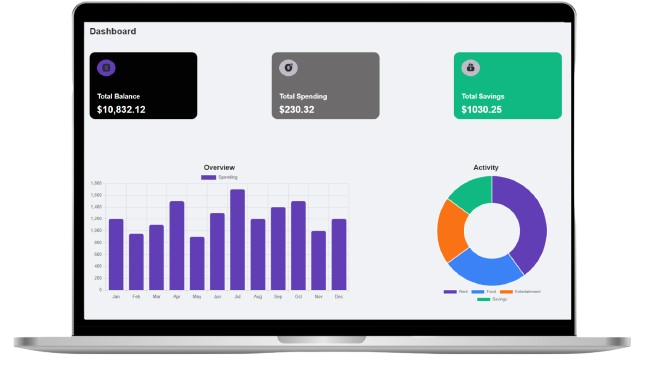 Dashboard
Total Balance
$10,832.12
Total Spending
$230.32
Total Savings
$1030.25
Overview
Spending
1,800
1,600
1,400
1,200
1,000
800
600
400
200
0
Jan Feb Mar Apr May Jun Jul Aug Sep Oct Nov Dec
Activity
Rent Food Entertainment
Savings